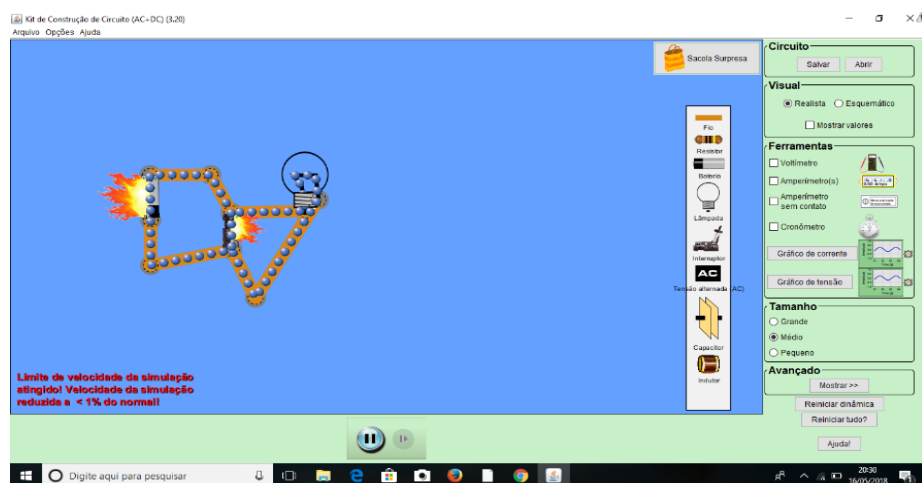 Kit de Construção de Circuito (AC+DC) (3.20)
Arquivo Opções Ajuda
Sacola Surpresa
Fio
Resistor
Bateria
Lâmpada
Interruptor
AC
Tensão alternada (AC)
Capacitor
Indutor
Limite de velocidade da simulação
atingido! Velocidade da simulação
reduzida a < 1% do normal!
Circuito
Salvar Abrir
Visual
Realista Esquemático
Mostrar valores
Ferramentas
Voltímetro
Amperímetro(s)
Amperímetro
sem contato
Cronômetro
Gráfico de corrente
Gráfico de tensão
Tamanho
Grande
Médio
Pequeno
Avançado
Mostrar >>
Reiniciar dinâmica
Reiniciar tudo?
Ajuda!
Digite aqui para pesquisar
20:30
16/05/2018